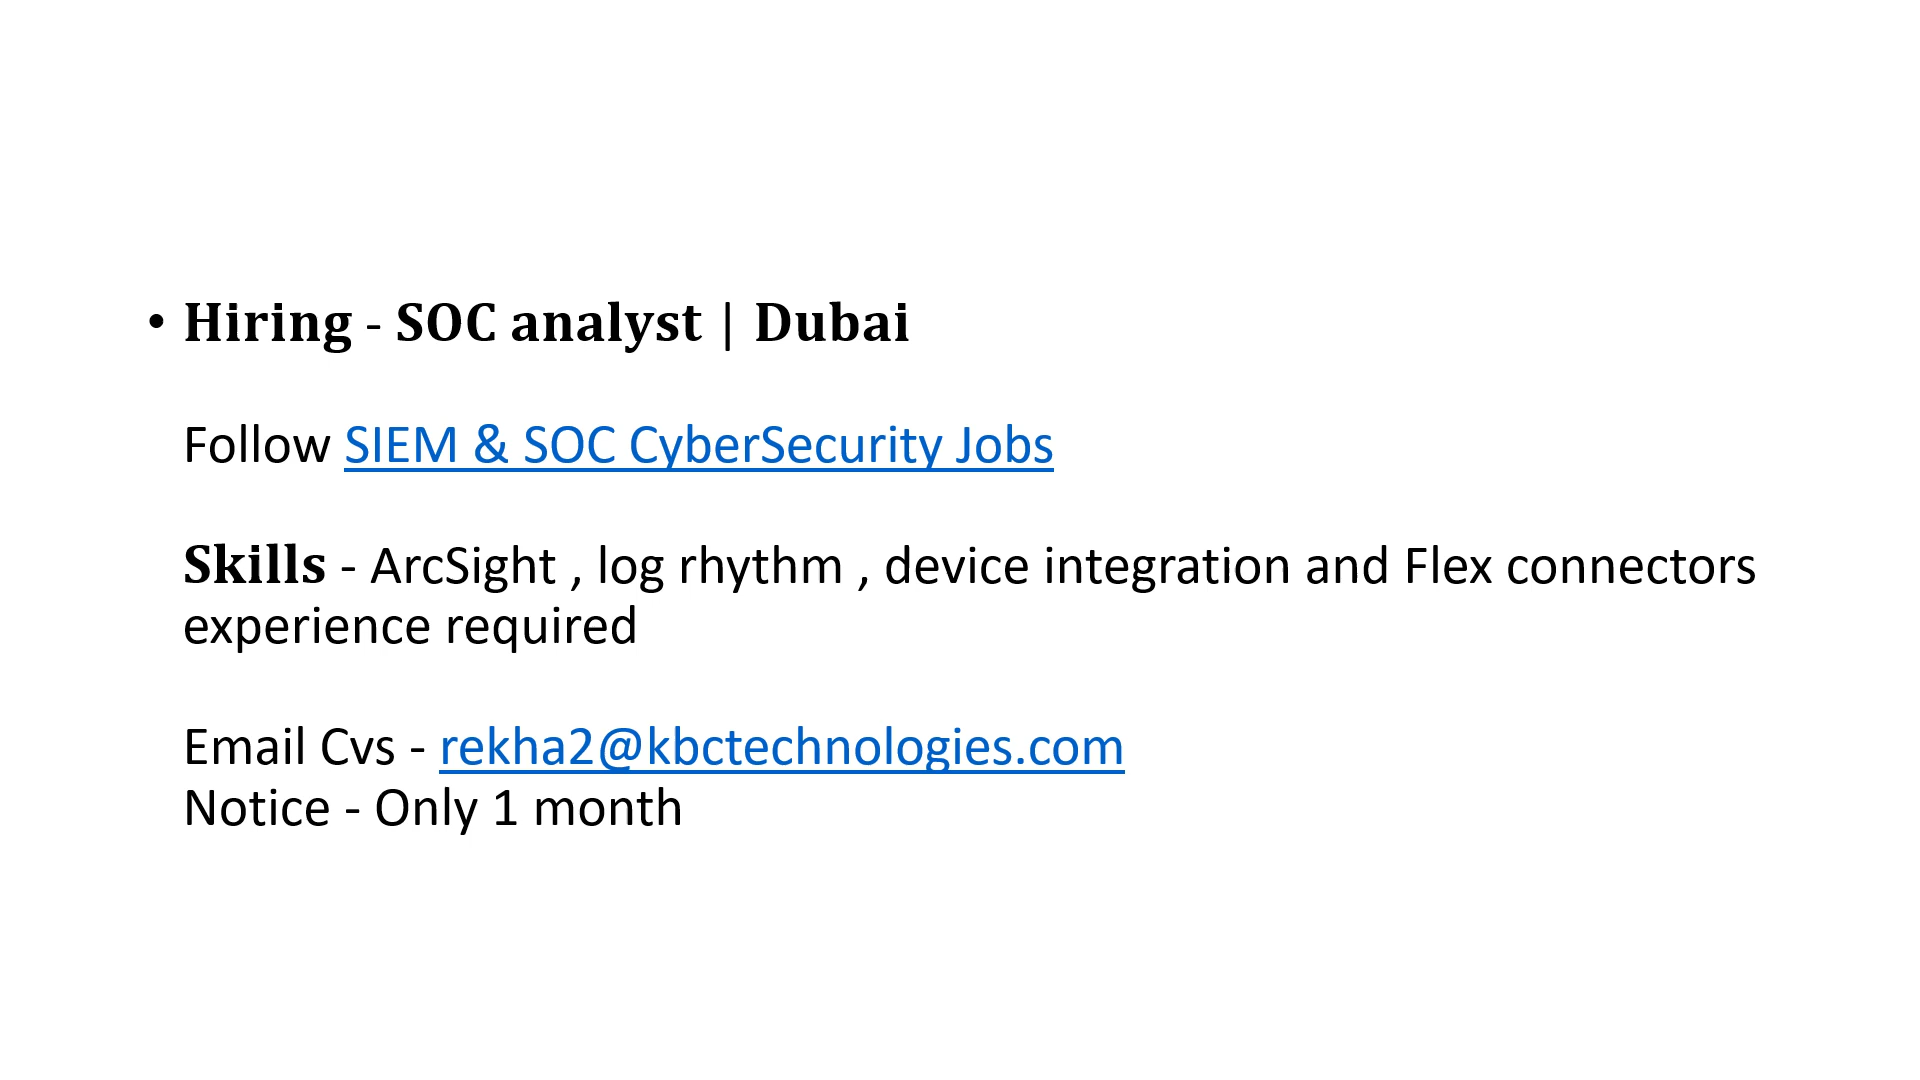 • Hiring - SOC analyst | Dubai
Follow SIEM & SOC CyberSecurity Jobs
Skills - ArcSight , log rhythm , device integration and Flex connectors
experience required
Email Cvs - rekha2@kbctechnologies.com
Notice - Only 1 month